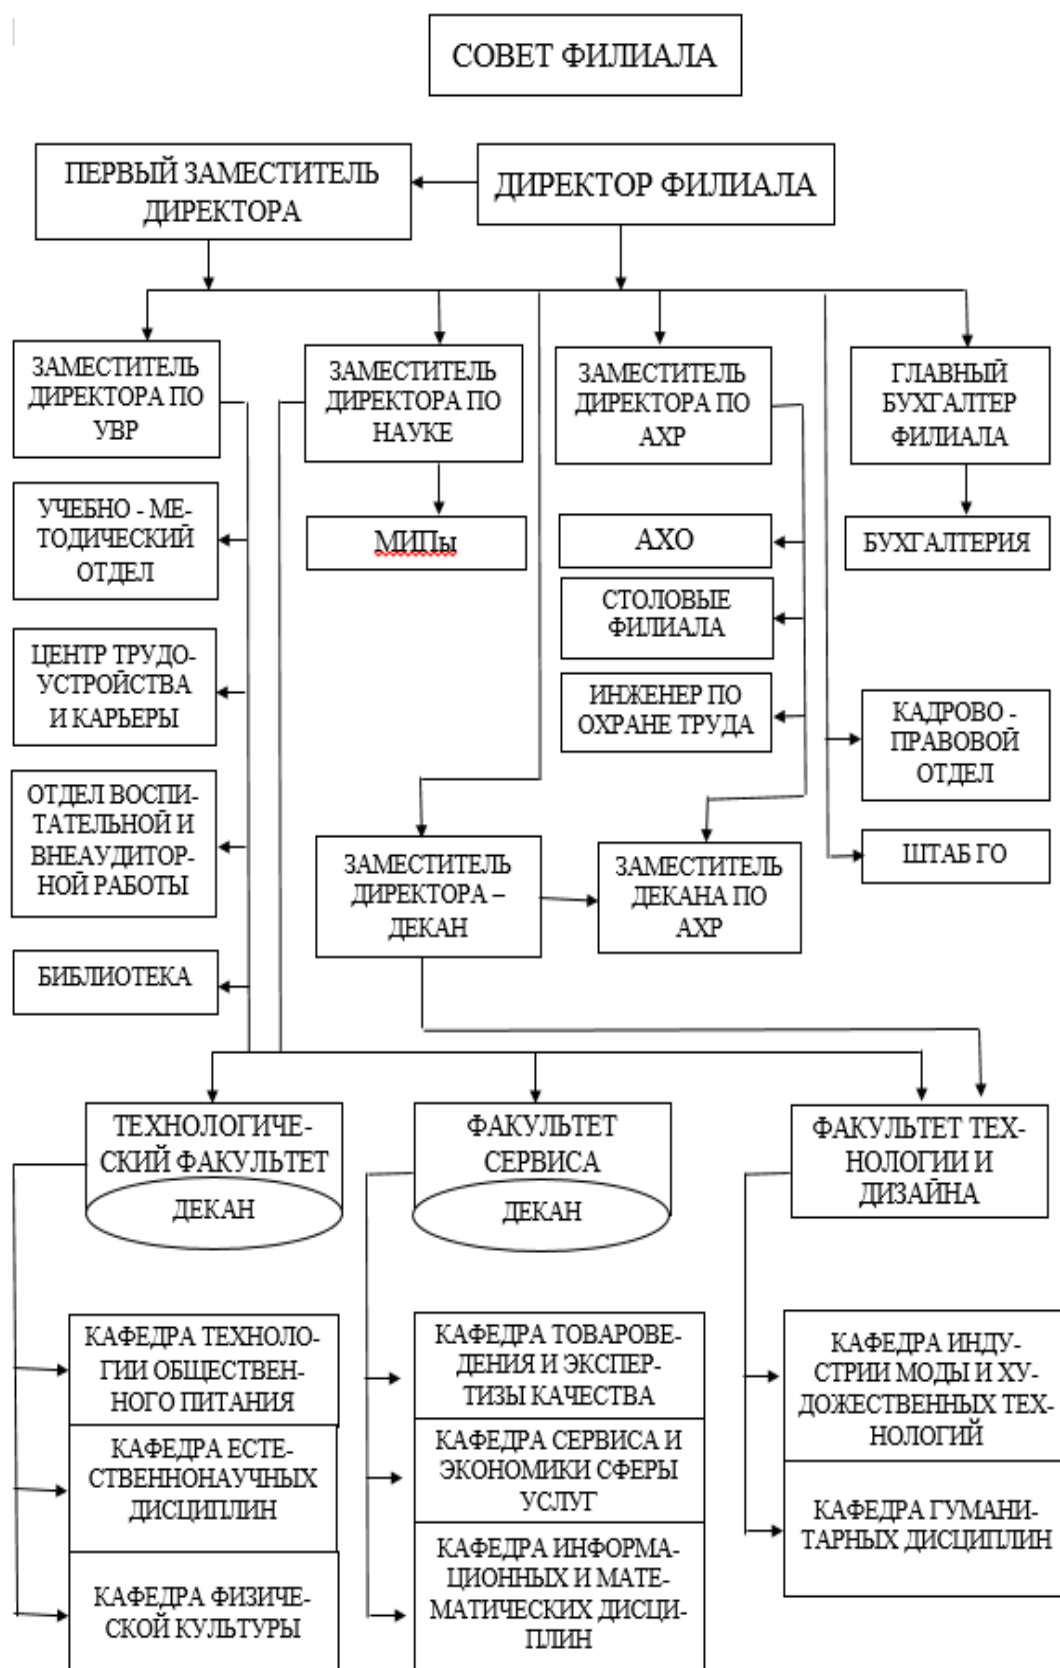 СОВЕТ ФИЛИАЛА
ПЕРВЫЙ ЗАМЕСТИТЕЛЬ
ДИРЕКТОРА
ДИРЕКТОР ФИЛИАЛА
ЗАМЕСТИТЕЛЬ
ДИРЕКТОРА ПО
УВР
ЗАМЕСТИТЕЛЬ
ДИРЕКТОРА ПО
НАУКЕ
ЗАМЕСТИТЕЛЬ
ДИРЕКТОРА ПО
АХР
ГЛАВНЫЙ
БУХГАЛТЕР
ФИЛИАЛА
УЧЕБНО - МЕ-
ТОДИЧЕСКИЙ
ОТДЕЛ
МИПы
АХО
БУХГАЛТЕРИЯ
СТОЛОВЫЕ
ФИЛИАЛА
ЦЕНТР ТРУДО-
УСТРОЙСТВА
И КАРЬЕРЫ
ИНЖЕНЕР ПО
ОХРАНЕ ТРУДА
КАДРОВО -
ПРАВОВОЙ
ОТДЕЛ
ОТДЕЛ ВОСПИ-
ТАТЕЛЬНОЙ И
ВНЕАУДИТОР-
НОЙ РАБОТЫ
ЗАМЕСТИТЕЛЬ
ДИРЕКТОРА –
ДЕКАН
ЗАМЕСТИТЕЛЬ
ДЕКАНА ПО
АХР
ШТАБ ГО
БИБЛИОТЕКА
ТЕХНОЛОГИЧЕ-
СКИЙ ФАКУЛЬТЕТ
ДЕКАН
ФАКУЛЬТЕТ
СЕРВИСА
ДЕКАН
ФАКУЛЬТЕТ ТЕХ-
НОЛОГИИ И
ДИЗАЙНА
КАФЕДРА ТЕХНОЛО-
ГИИ ОБЩЕСТВЕН-
НОГО ПИТАНИЯ
КАФЕДРА ЕСТЕ-
ЕСТВЕННОНАУЧНЫХ
ДИСЦИПЛИН
КАФЕДРА ФИЗИЧЕ-
СКОЙ КУЛЬТУРЫ
КАФЕДРА ТОВАРОВЕ-
ДЕНИЯ И ЭКСПЕР-
ТИЗЫ КАЧЕСТВА
КАФЕДРА СЕРВИСА И
ЭКОНОМИКИ СФЕРЫ
УСЛУГ
КАФЕДРА ИНФОРМА-
ЦИОННЫХ И МАТЕ-
МАТИЧЕСКИХ ДИСЦИ-
ПЛИН
КАФЕДРА ИНДУ-
СТРИИ МОДЫ И ХУ-
ДОЖЕСТВЕННЫХ ТЕХ-
НОЛОГИЙ
КАФЕДРА ГУМАНИ-
ТАРНЫХ ДИСЦИПЛИН